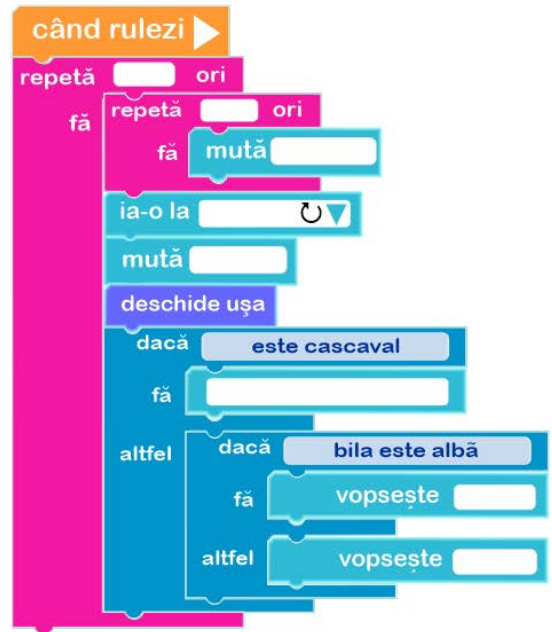 când rulezi
repetă ori
fă repetă ori
fă mută
ia-o la
mută
deschide ușa
dacă este cascaval
fă
altfel dacă bila este albã
fă vopsește
altfel vopsește